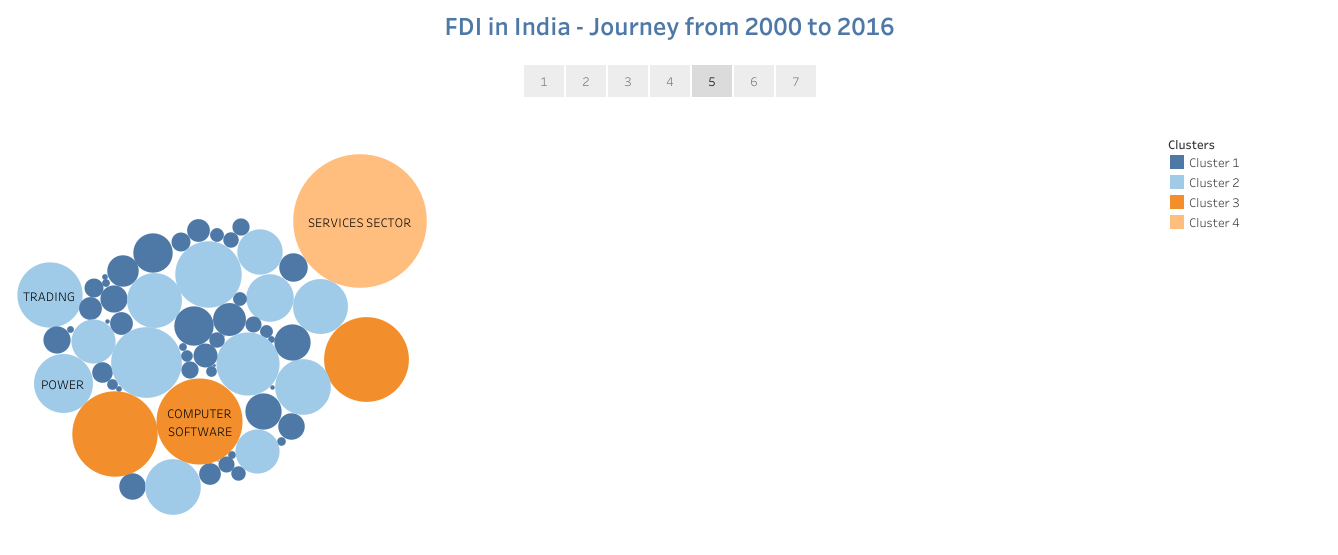 FDI in India - Journey from 2000 to 2016
1 2 3 4 5 6 7
Clusters
Cluster 1
Cluster 2
Cluster 3
Cluster 4
SERVICES SECTOR
TRADING
POWER
COMPUTER
SOFTWARE